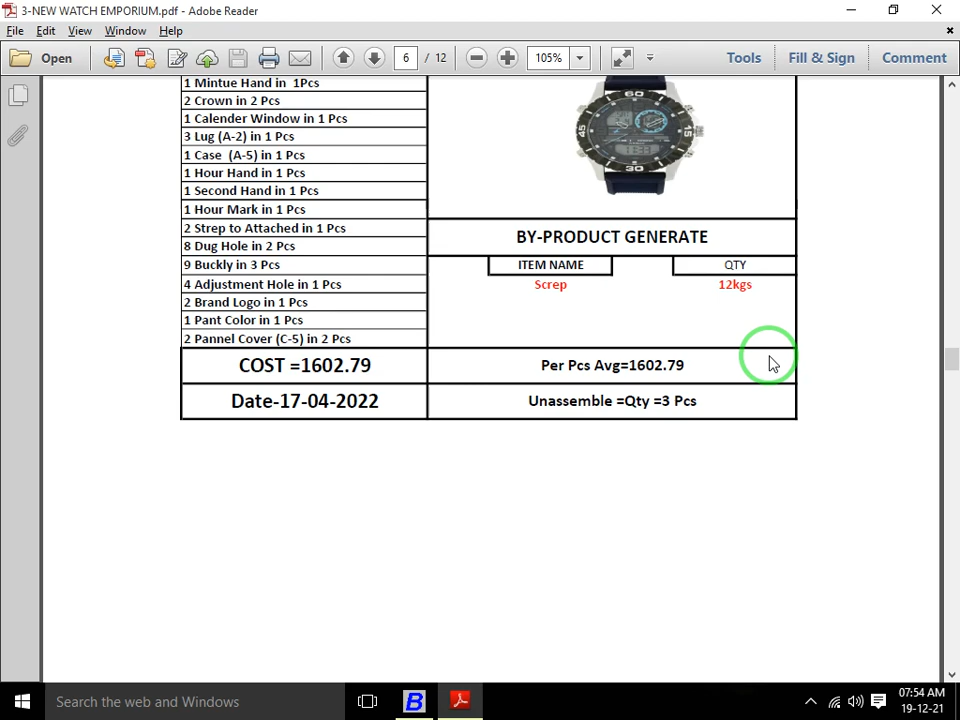 3-NEW WATCH EMPORIUM.pdf - Adobe Reader
File Edit View Window Help
Open 6 / 12 105% Tools Fill & Sign Comment
1 Mintue Hand in 1Pcs
2 Crown in 2 Pcs
1 Calender Window in 1 Pcs
3 Lug (A-2) in 1 Pcs
1 Case (A-5) in 1 Pcs
1 Hour Hand in 1 Pcs
1 Second Hand in 1 Pcs
1 Hour Mark in 1 Pcs
2 Strep to Attached in 1 Pcs
8 Dug Hole in 2 Pcs
9 Buckly in 3 Pcs
4 Adjustment Hole in 1 Pcs
2 Brand Logo in 1 Pcs
1 Pant Color in 1 Pcs
2 Pannel Cover (C-5) in 2 Pcs
60
45
15
30
BY-PRODUCT GENERATE
ITEM NAME QTY
Screp 12kgs
COST =1602.79 Per Pcs Avg=1602.79
Date-17-04-2022 Unassemble =Qty =3 Pcs
Search the web and Windows
B
07:54 AM
19-12-21